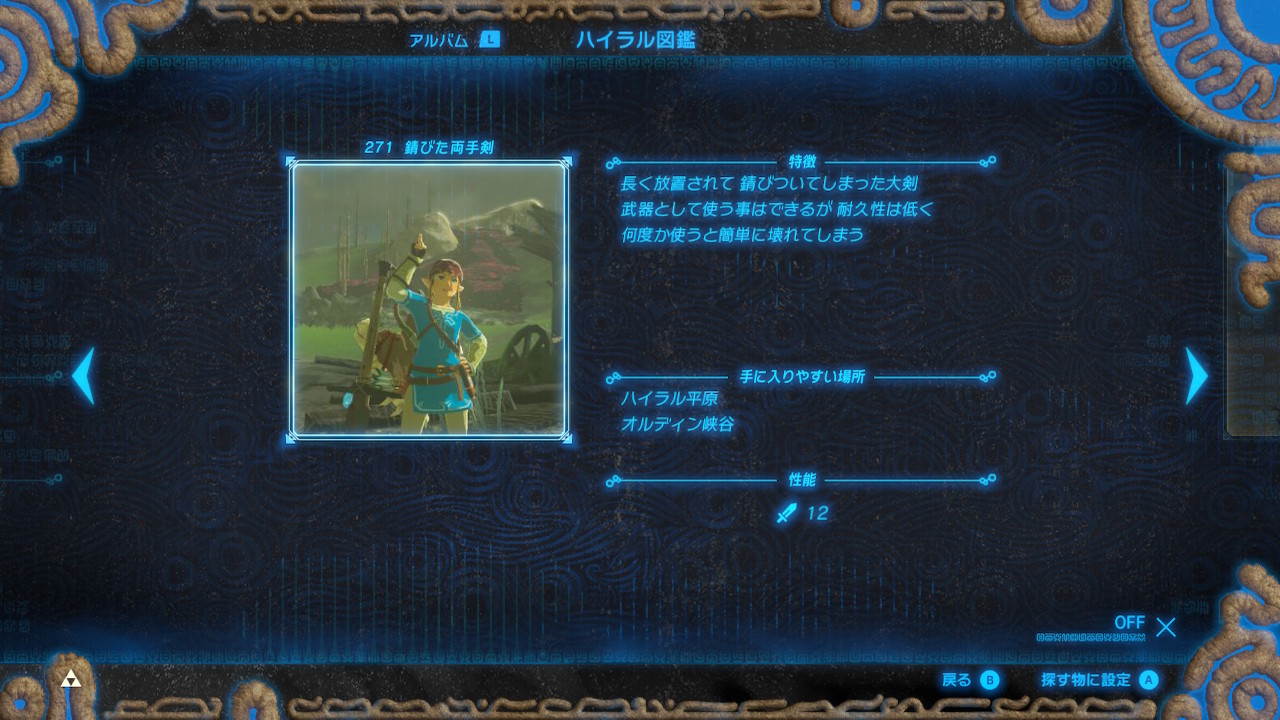 アルバム L
ハイラル図鑑
271 錆びた両手剣
特徴
長く放置されて 錆びついてしまった大剣
武器として使う事はできるが 耐久性は低く
何度か使うと簡単に壊れてしまう
手に入りやすい場所
ハイラル平原
オルディン峡谷
性能
12
OFF
戻る B
探す物に設定 A